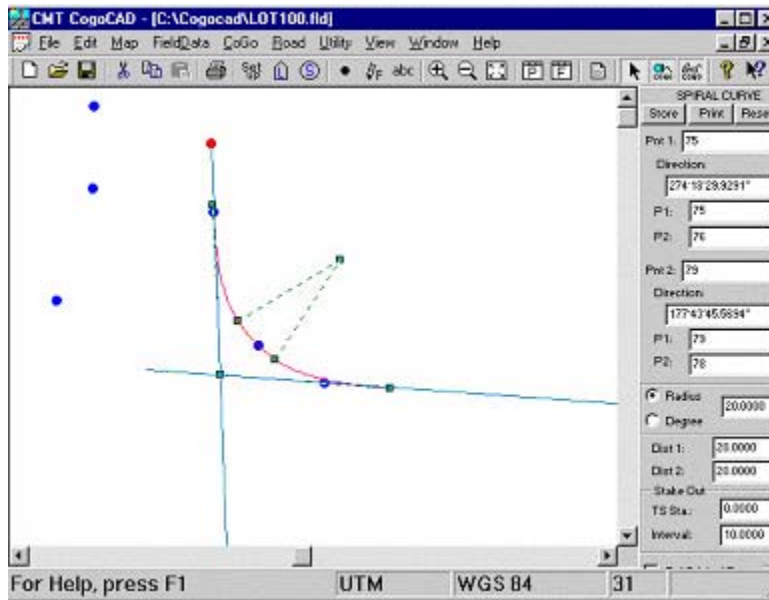 CMT CogoCAD - [C:\Cogocad\LOT100.fld]
File Edit Map FieldData CoGo Road Utility View Window Help
abc P F
SPIRAL CURVE
Store Print Rese
Pnt 1: 75
Direction:
274°18'29.9291"
P1: 75
P2: 76
Pnt 2: 79
Direction:
177°43'45.5894"
P1: 79
P2: 78
Radius 20.0000
Degree
Dist 1: 20.0000
Dist 2: 20.0000
Stake Out
TS Sta.: 0.0000
Interval: 10.0000
For Help, press F1 UTM WGS 84 31